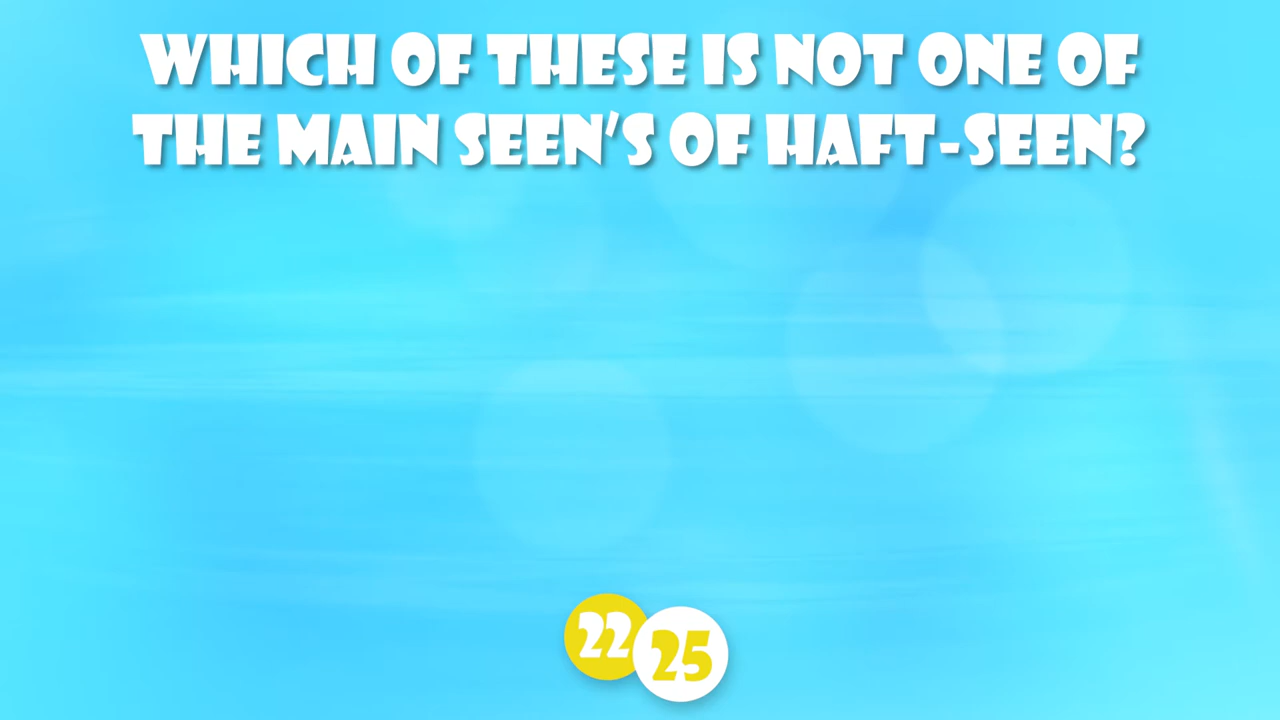 WHICH OF THESE IS NOT ONE OF
THE MAIN SEEN'S OF HAFT-SEEN?
22
25